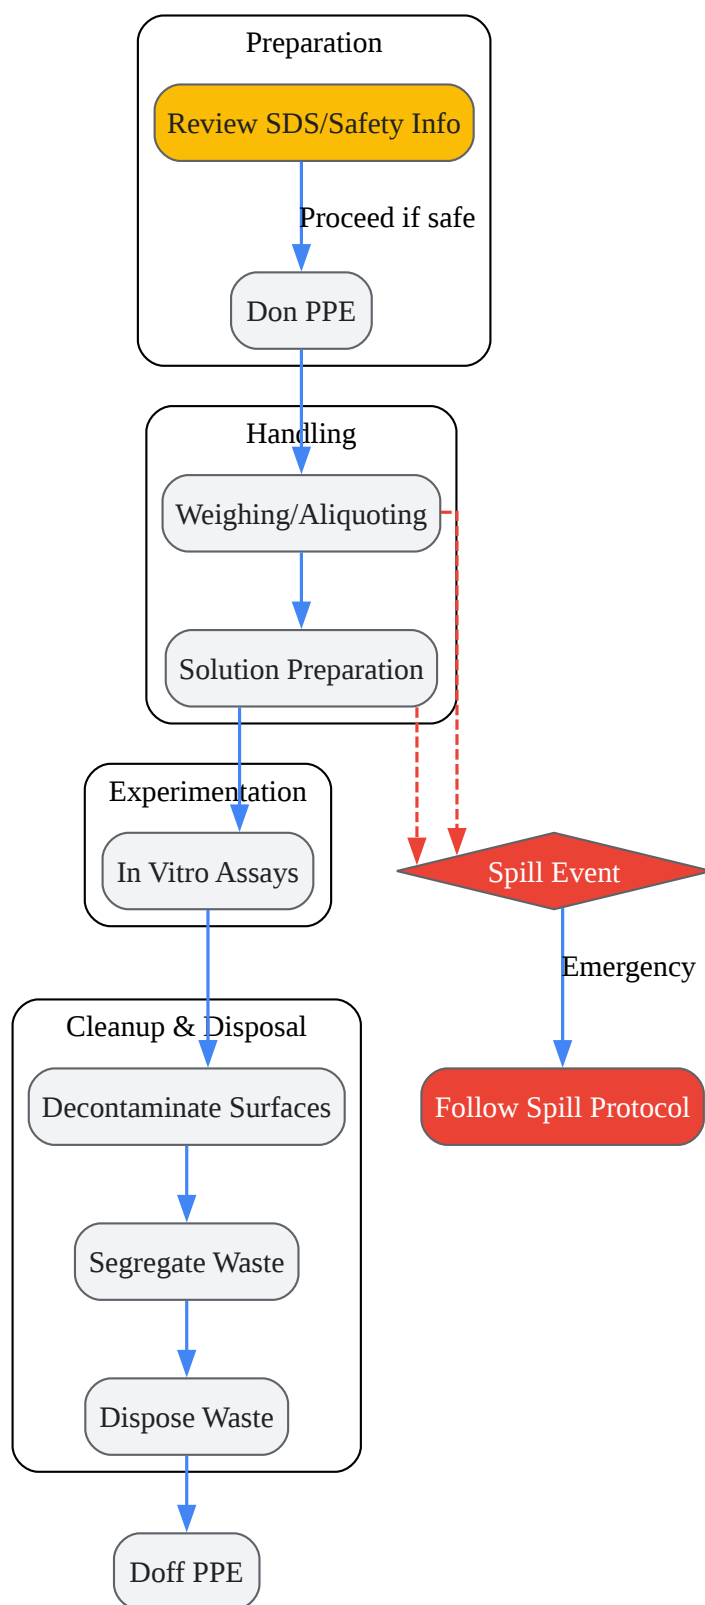 Preparation
Review SDS/Safety Info
Proceed if safe
Don PPE
Handling
Weighing/Aliquoting
Solution Preparation
Experimentation
In Vitro Assays
Spill Event
Emergency
Cleanup & Disposal
Decontaminate Surfaces
Follow Spill Protocol
Segregate Waste
Dispose Waste
Doff PPE